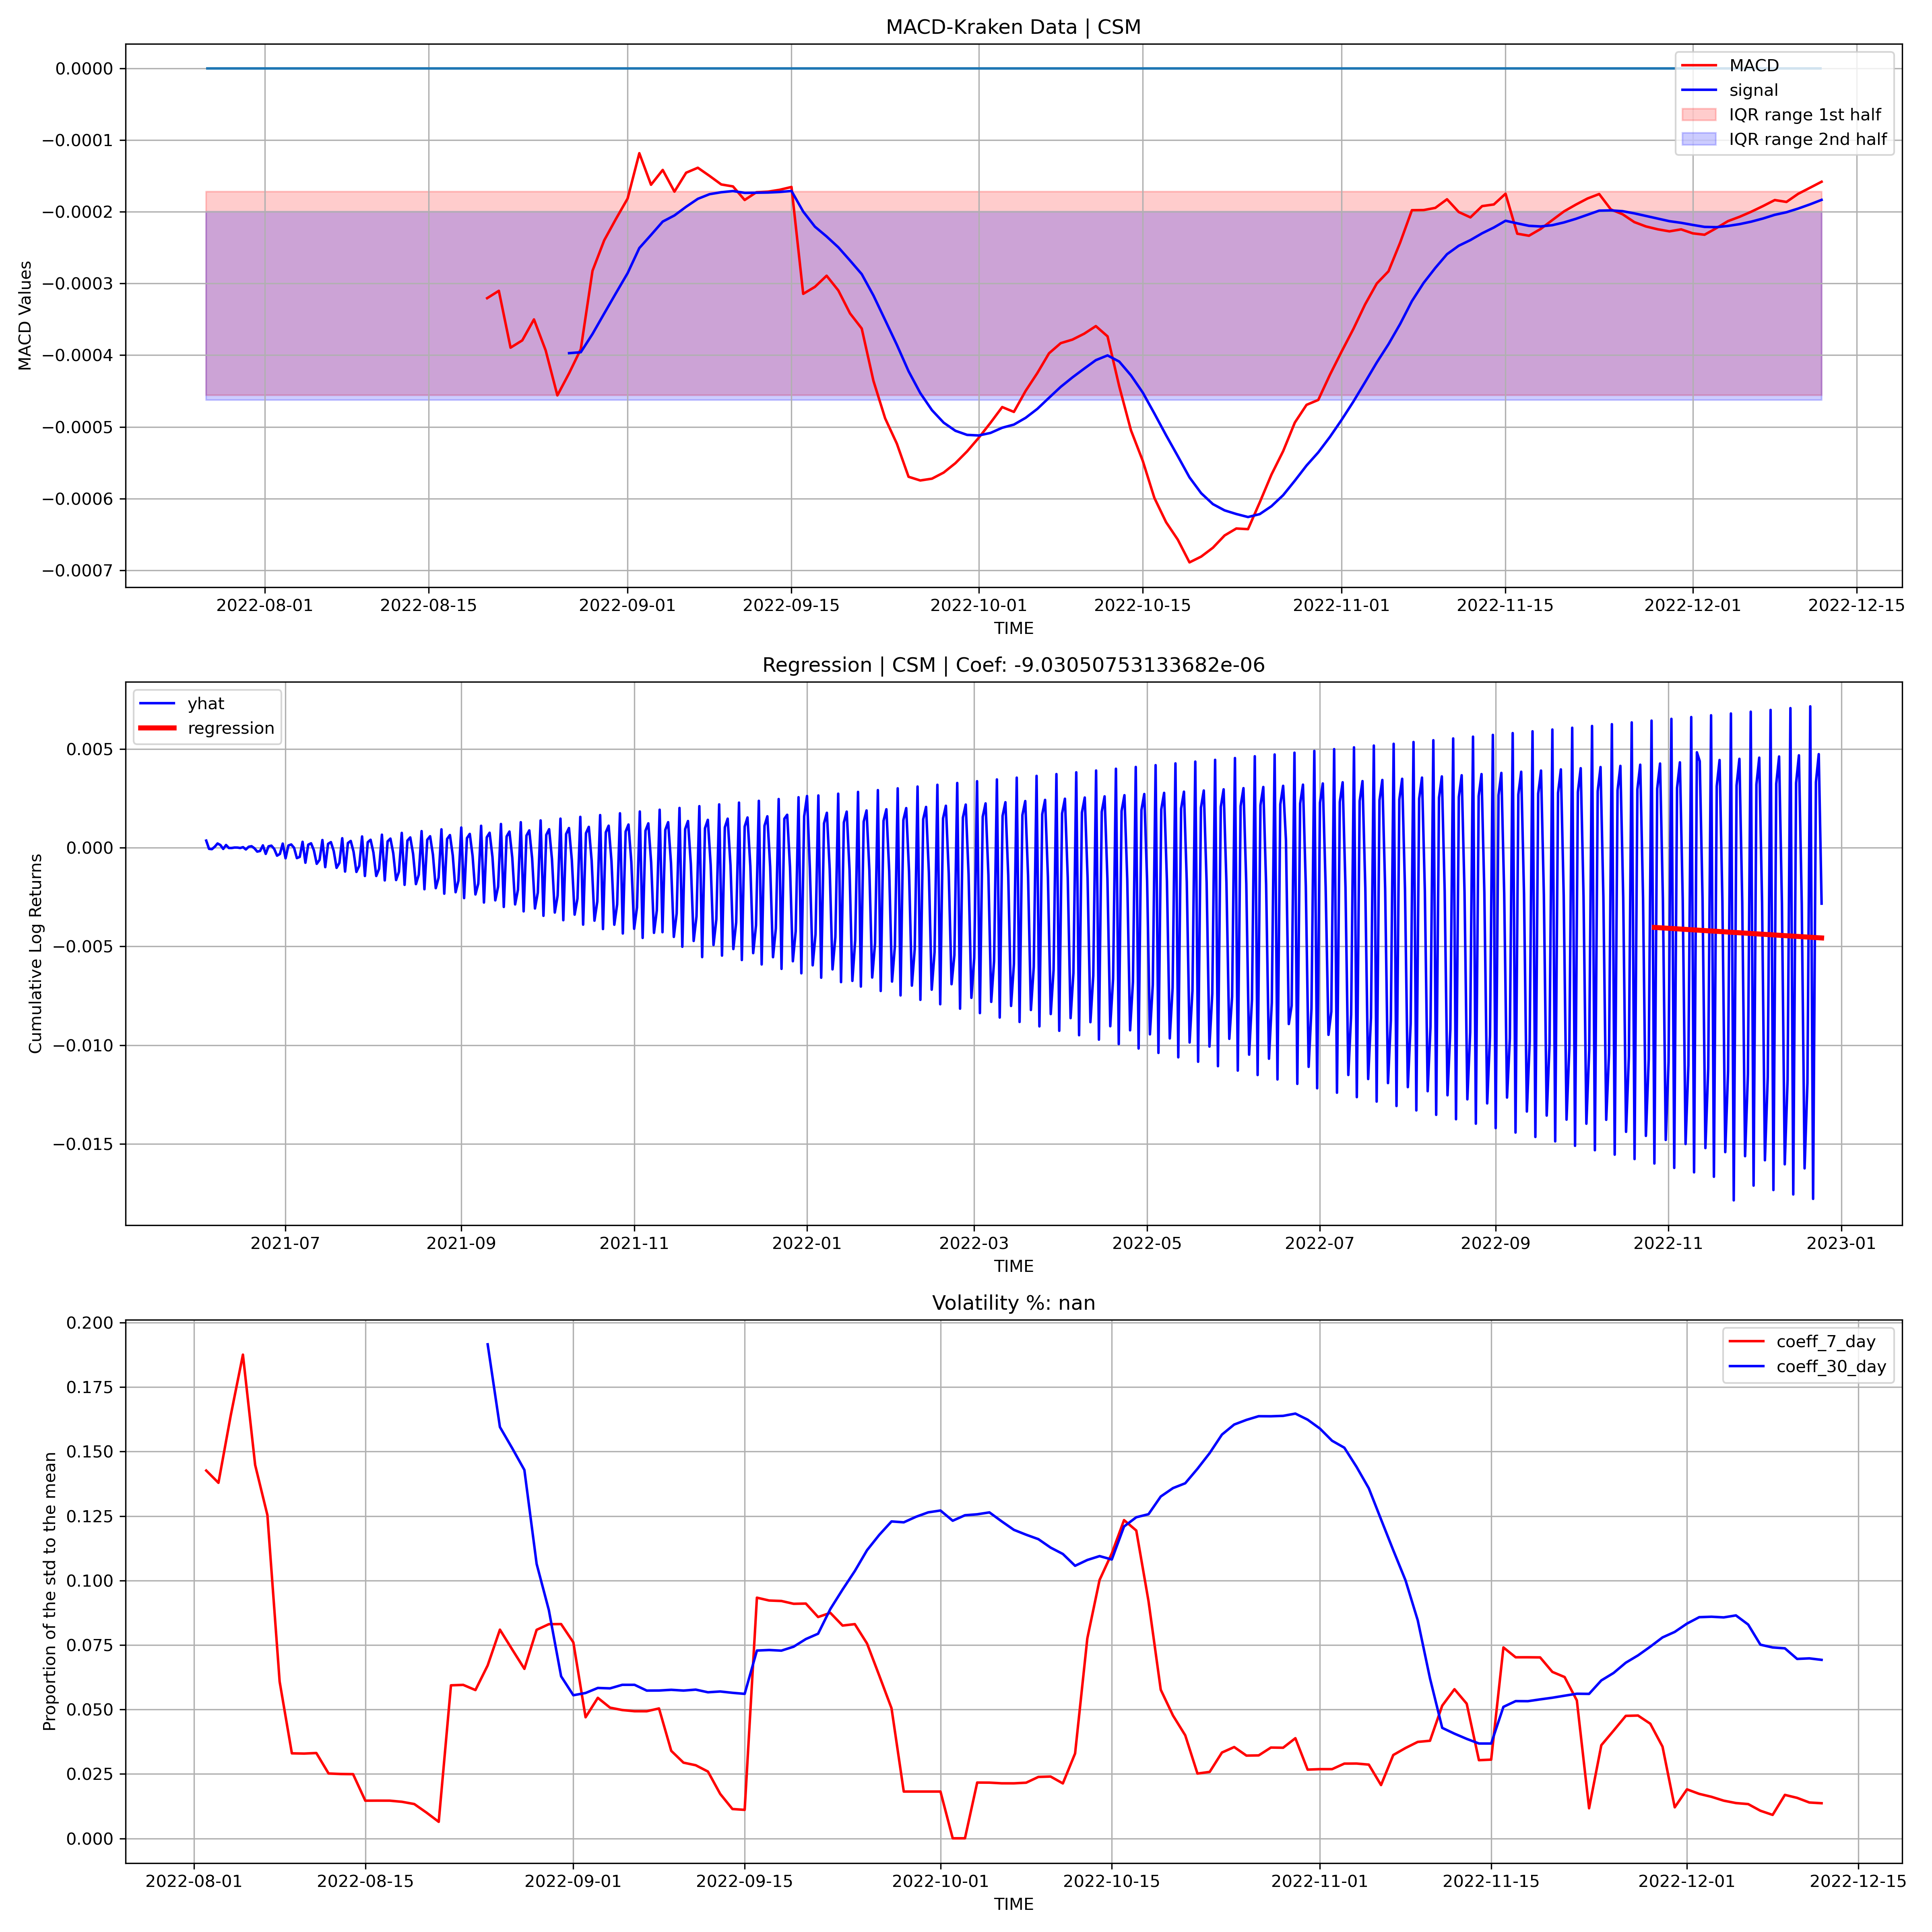 MACD-Kraken Data | CSM
MACD
signal
IQR range 1st half
IQR range 2nd half
0.0000
−0.0001
−0.0002
−0.0003
−0.0004
−0.0005
−0.0006
−0.0007
MACD Values
2022-08-01 2022-08-15 2022-09-01 2022-09-15 2022-10-01 2022-10-15 2022-11-01 2022-11-15 2022-12-01 2022-12-15
TIME
Regression | CSM | Coef: -9.03050753133682e-06
yhat
regression
0.005
0.000
−0.005
−0.010
−0.015
Cumulative Log Returns
2021-07 2021-09 2021-11 2022-01 2022-03 2022-05 2022-07 2022-09 2022-11 2023-01
TIME
Volatility %: nan
coeff_7_day
coeff_30_day
0.200
0.175
0.150
0.125
0.100
0.075
0.050
0.025
0.000
Proportion of the std to the mean
2022-08-01 2022-08-15 2022-09-01 2022-09-15 2022-10-01 2022-10-15 2022-11-01 2022-11-15 2022-12-01 2022-12-15
TIME